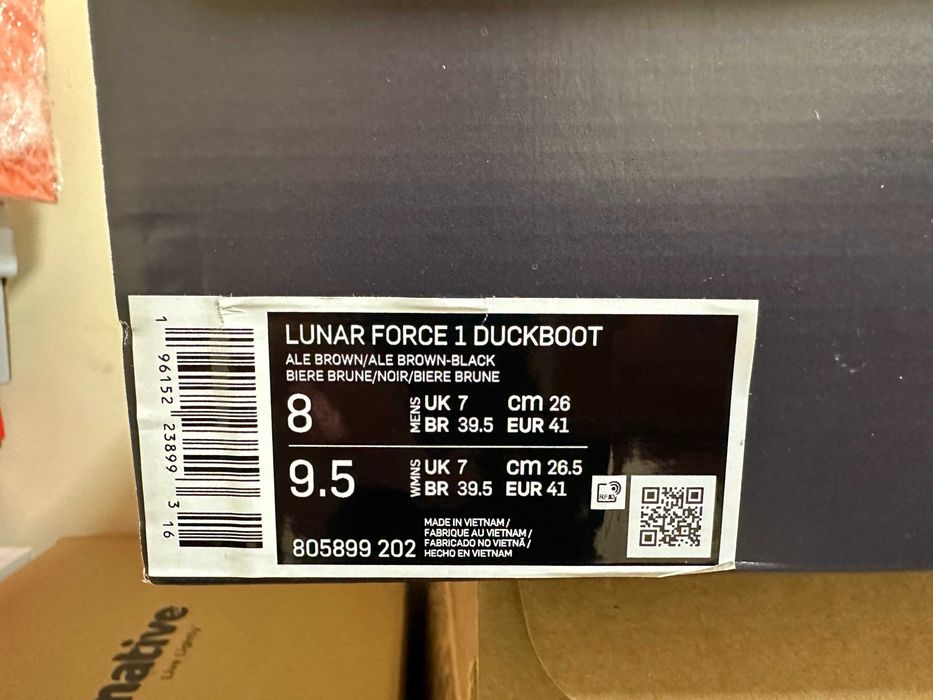 LUNAR FORCE 1 DUCKBOOT
ALE BROWN/ALE BROWN-BLACK
BIERE BRUNE/NOIR/BIERE BRUNE
8 MENS UK 7 cm 26
BR 39.5 EUR 41
9.5 WMNS UK 7 cm 26.5
BR 39.5 EUR 41
RFID
805899 202
MADE IN VIETNAM /
FABRIQUE AU VIETNAM /
FABRICADO NO VIETNÃ /
HECHO EN VIETNAM
1 96152 23899 3 16
native
Live Lightly